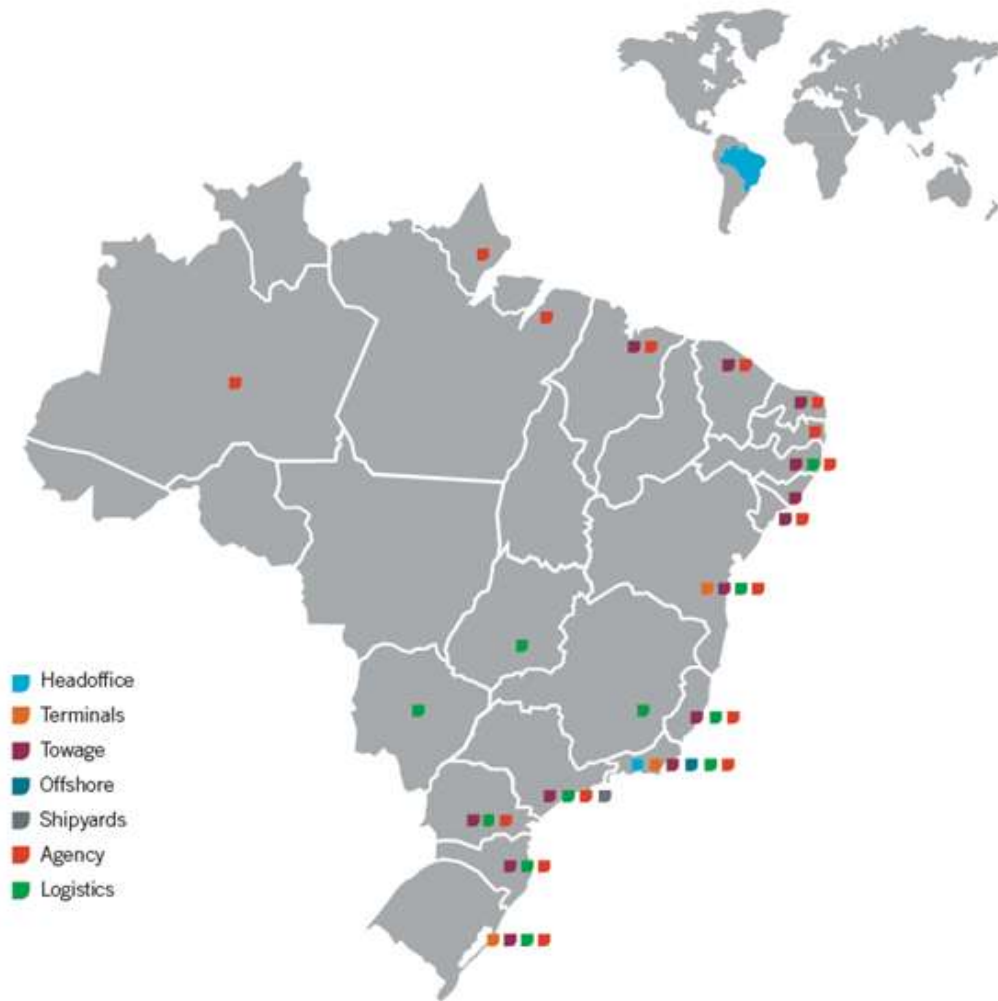 Headoffice
Terminals
Towage
Offshore
Shipyards
Agency
Logistics